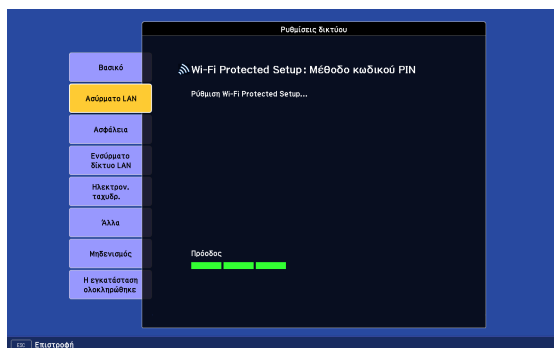 Ρυθμίσεις δικτύου
Βασικό
Ασύρματο LAN
Ασφάλεια
Ενσύρματο
δίκτυο LAN
Ηλεκτρον.
ταχυδρ.
Άλλα
Μηδενισμός
Η εγκατάσταση
ολοκληρώθηκε
Wi-Fi Protected Setup: Μέθοδο κωδικού PIN
Ρύθμιση Wi-Fi Protected Setup...
Πρόοδος
ESC Επιστροφή